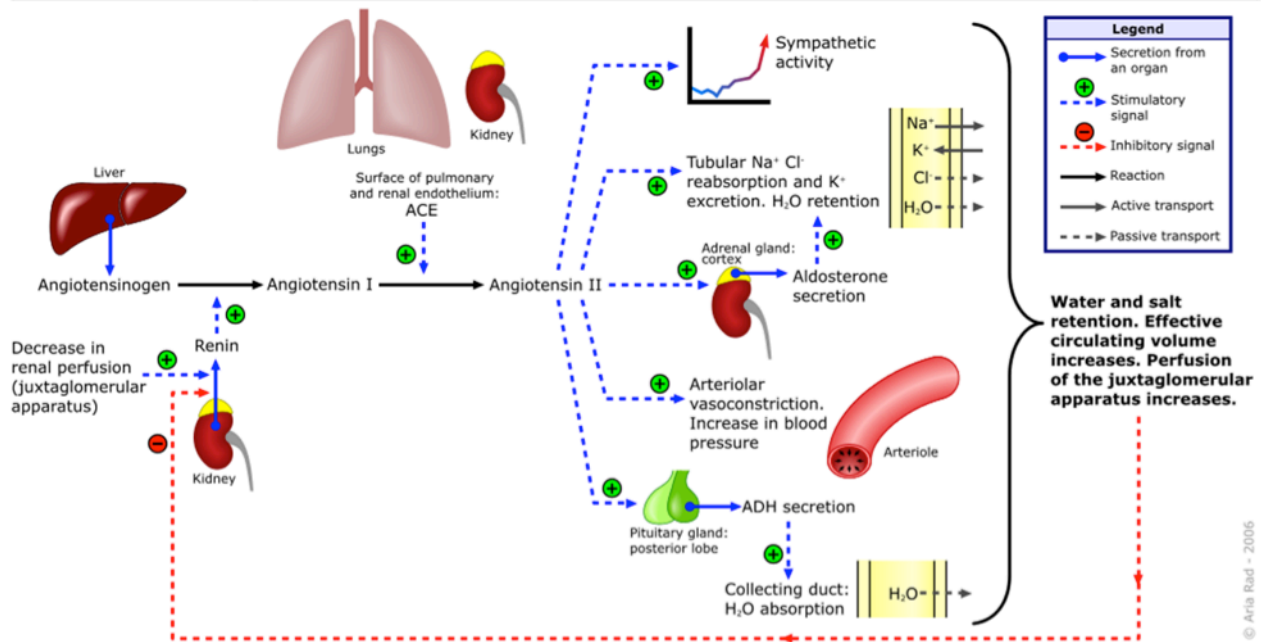 Liver
Lungs
Kidney
Surface of pulmonary
and renal endothelium:
ACE
+
Angiotensinogen
Angiotensin I
Angiotensin II
+
Renin
Decrease in
renal perfusion
(juxtaglomerular
apparatus)
+
−
Kidney
+
Sympathetic
activity
+
Tubular Na⁺ Cl⁻
reabsorption and K⁺
excretion. H₂O retention
+
+
Adrenal gland:
cortex
Aldosterone
secretion
+
Arteriolar
vasoconstriction.
Increase in blood
pressure
Arteriole
+
Pituitary gland:
posterior lobe
ADH secretion
+
Collecting duct:
H₂O absorption
H₂O
Na⁺
K⁺
Cl⁻
H₂O
Legend
Secretion from
an organ
+
Stimulatory
signal
−
Inhibitory signal
Reaction
Active transport
Passive transport
Water and salt
retention. Effective
circulating volume
increases. Perfusion
of the juxtaglomerular
apparatus increases.
© Aria Rad - 2006